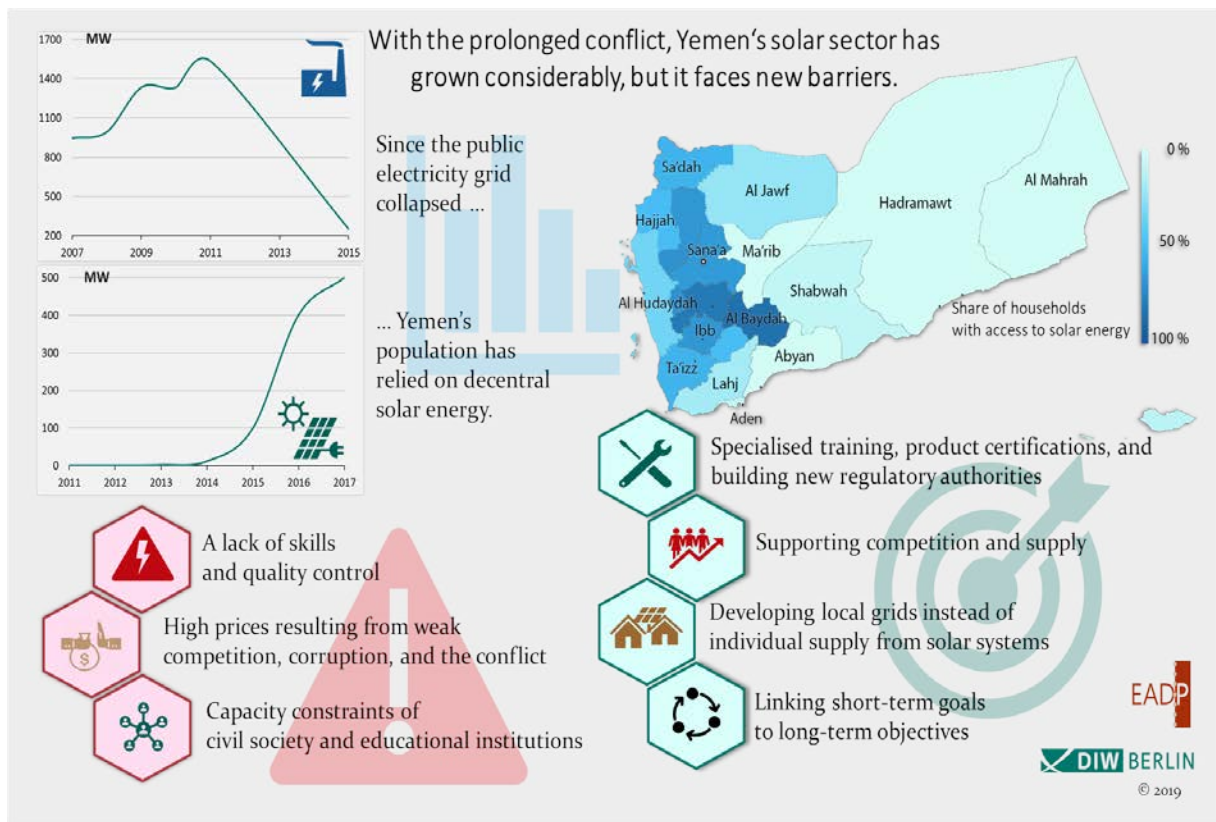 With the prolonged conflict, Yemen‘s solar sector has
grown considerably, but it faces new barriers.
MW
1700
1400
1100
800
500
200
2007
2009
2011
2013
2015
Since the public
electricity grid
collapsed ...
MW
500
400
300
200
100
0
2011
2012
2013
2014
2015
2016
2017
... Yemen’s
population has
relied on decentral
solar energy.
Sa'dah
Al Jawf
Hadramawt
Al Mahrah
Hajjah
Sana'a
Ma'rib
Shabwah
Al Hudaydah
Al Baydah
Ibb
Abyan
Ta'izz
Lahj
Aden
0 %
50 %
100 %
Share of households
with access to solar energy
A lack of skills
and quality control
High prices resulting from weak
competition, corruption, and the conflict
Capacity constraints of
civil society and educational institutions
Specialised training, product certifications, and
building new regulatory authorities
Supporting competition and supply
Developing local grids instead of
individual supply from solar systems
Linking short-term goals
to long-term objectives
$
EADP
DIW BERLIN
© 2019